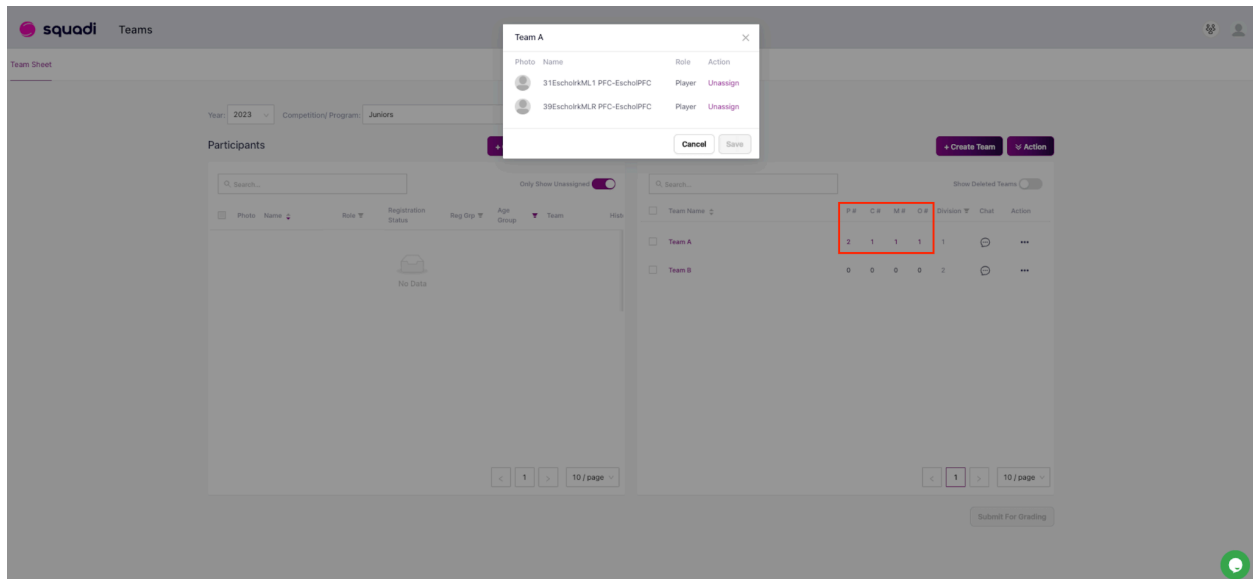 squadi Teams
Team Sheet
Team A
Photo Name Role Action
31EscholrkML1 PFC-EscholPFC Player Unassign
39EscholrkMLR PFC-EscholPFC Player Unassign
Cancel Save
Year: 2023 Competition/ Program: Juniors
Participants
+
+ Create Team Action
Search... Only Show Unassigned
Photo Name Role Registration Status Reg Grp Age Group Team Hist
No Data
1 10 / page
Search... Show Deleted Teams
Team Name P # C # M # O # Division Chat Action
Team A 2 1 1 1 1
Team B 0 0 0 0 2
1 10 / page
Submit For Grading